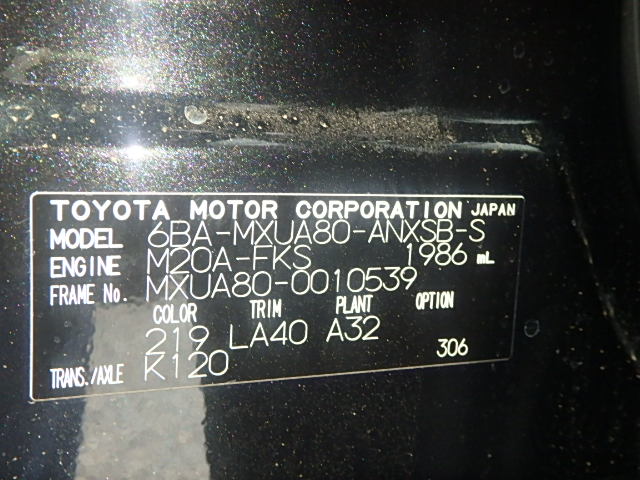 TOYOTA MOTOR CORPORATION JAPAN
MODEL 6BA-MXUA80-ANXSB-S
ENGINE M20A-FKS 1986 mL
FRAME No. MXUA80-0010539
COLOR TRIM PLANT OPTION
219 LA40 A32
306
TRANS./AXLE K120